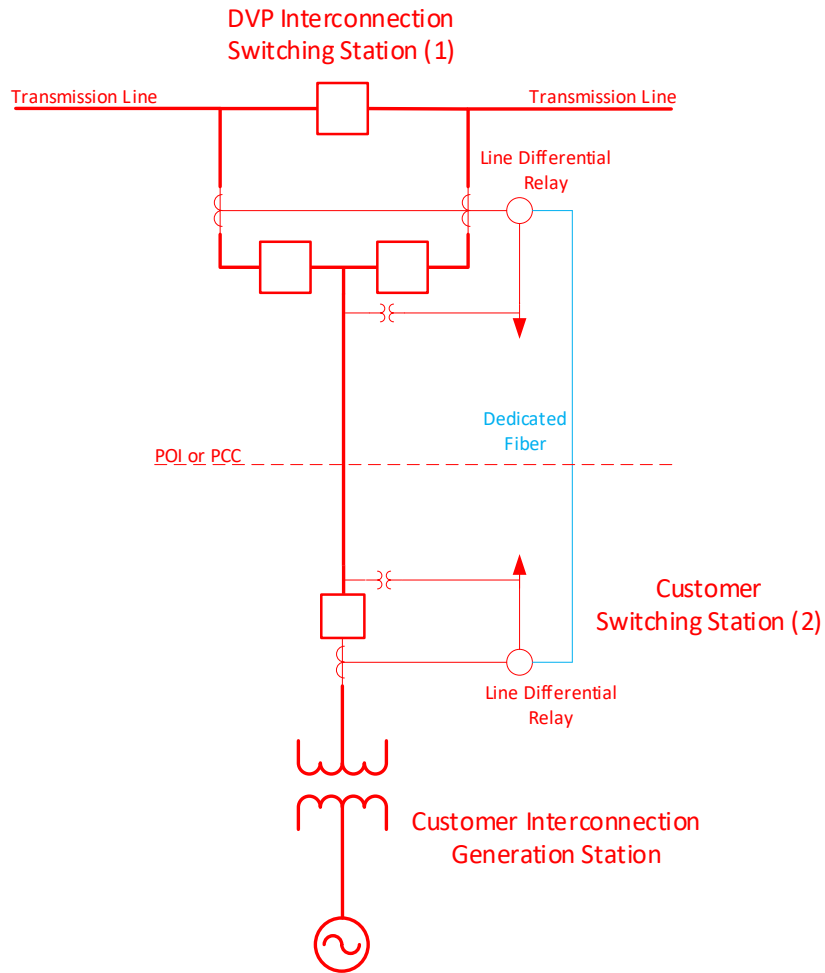 DVP Interconnection
Switching Station (1)
Transmission Line
Transmission Line
Line Differential
Relay
Dedicated
Fiber
POI or PCC
Customer
Switching Station (2)
Line Differential
Relay
Customer Interconnection
Generation Station